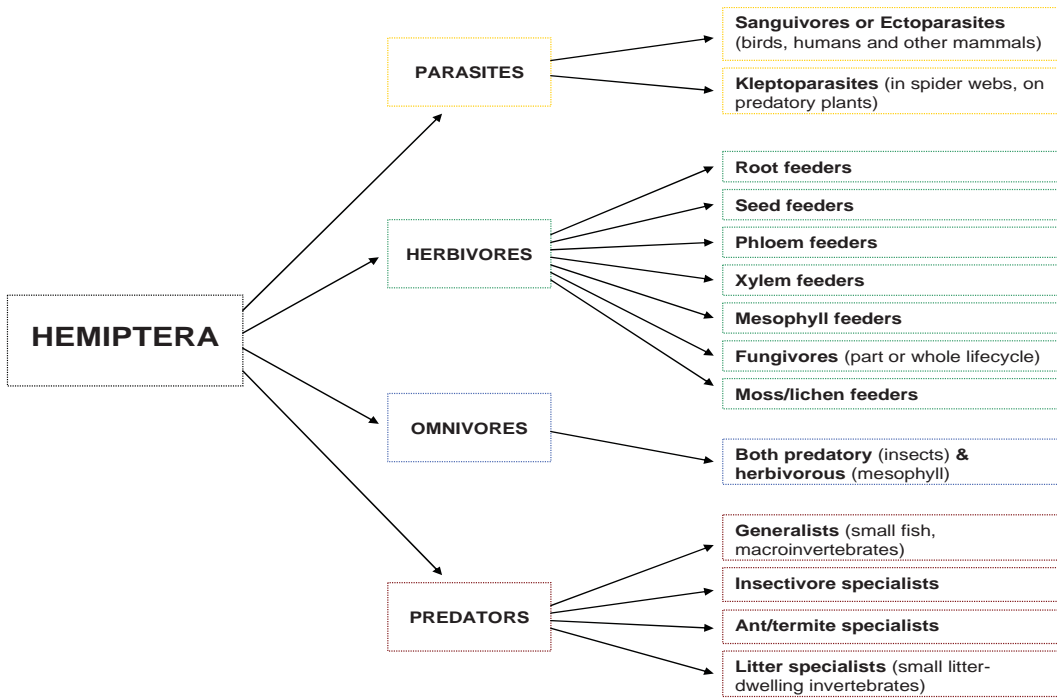 HEMIPTERA
PARASITES
Sanguivores or Ectoparasites
(birds, humans and other mammals)
Kleptoparasites (in spider webs, on
predatory plants)
HERBIVORES
Root feeders
Seed feeders
Phloem feeders
Xylem feeders
Mesophyll feeders
Fungivores (part or whole lifecycle)
Moss/lichen feeders
OMNIVORES
Both predatory (insects) &
herbivorous (mesophyll)
PREDATORS
Generalists (small fish,
macroinvertebrates)
Insectivore specialists
Ant/termite specialists
Litter specialists (small litter-
dwelling invertebrates)